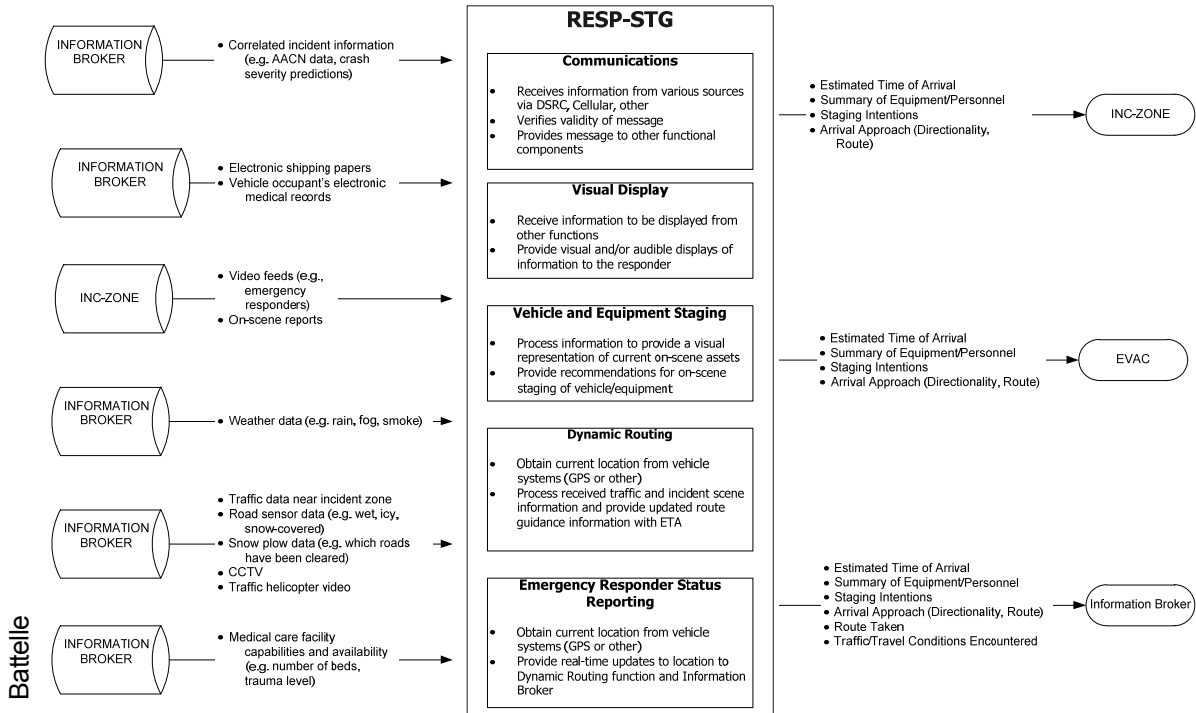 INFORMATION
BROKER
• Correlated incident information
(e.g. AACN data, crash
severity predictions)
INFORMATION
BROKER
• Electronic shipping papers
• Vehicle occupant's electronic
medical records
INC-ZONE
• Video feeds (e.g.,
emergency
responders)
• On-scene reports
INFORMATION
BROKER
• Weather data (e.g. rain, fog, smoke)
INFORMATION
BROKER
• Traffic data near incident zone
• Road sensor data (e.g. wet, icy,
snow-covered)
• Snow plow data (e.g. which roads
have been cleared)
• CCTV
• Traffic helicopter video
INFORMATION
BROKER
• Medical care facility
capabilities and availability
(e.g. number of beds,
trauma level)
RESP-STG
Communications
• Receives information from various sources
via DSRC, Cellular, other
• Verifies validity of message
• Provides message to other functional
components
Visual Display
• Receive information to be displayed from
other functions
• Provide visual and/or audible displays of
information to the responder
Vehicle and Equipment Staging
• Process information to provide a visual
representation of current on-scene assets
• Provide recommendations for on-scene
staging of vehicle/equipment
Dynamic Routing
• Obtain current location from vehicle
systems (GPS or other)
• Process received traffic and incident scene
information and provide updated route
guidance information with ETA
Emergency Responder Status
Reporting
• Obtain current location from vehicle
systems (GPS or other)
• Provide real-time updates to location to
Dynamic Routing function and Information
Broker
• Estimated Time of Arrival
• Summary of Equipment/Personnel
• Staging Intentions
• Arrival Approach (Directionality,
Route)
INC-ZONE
• Estimated Time of Arrival
• Summary of Equipment/Personnel
• Staging Intentions
• Arrival Approach (Directionality, Route)
EVAC
• Estimated Time of Arrival
• Summary of Equipment/Personnel
• Staging Intentions
• Arrival Approach (Directionality, Route)
• Route Taken
• Traffic/Travel Conditions Encountered
Information Broker
Battelle